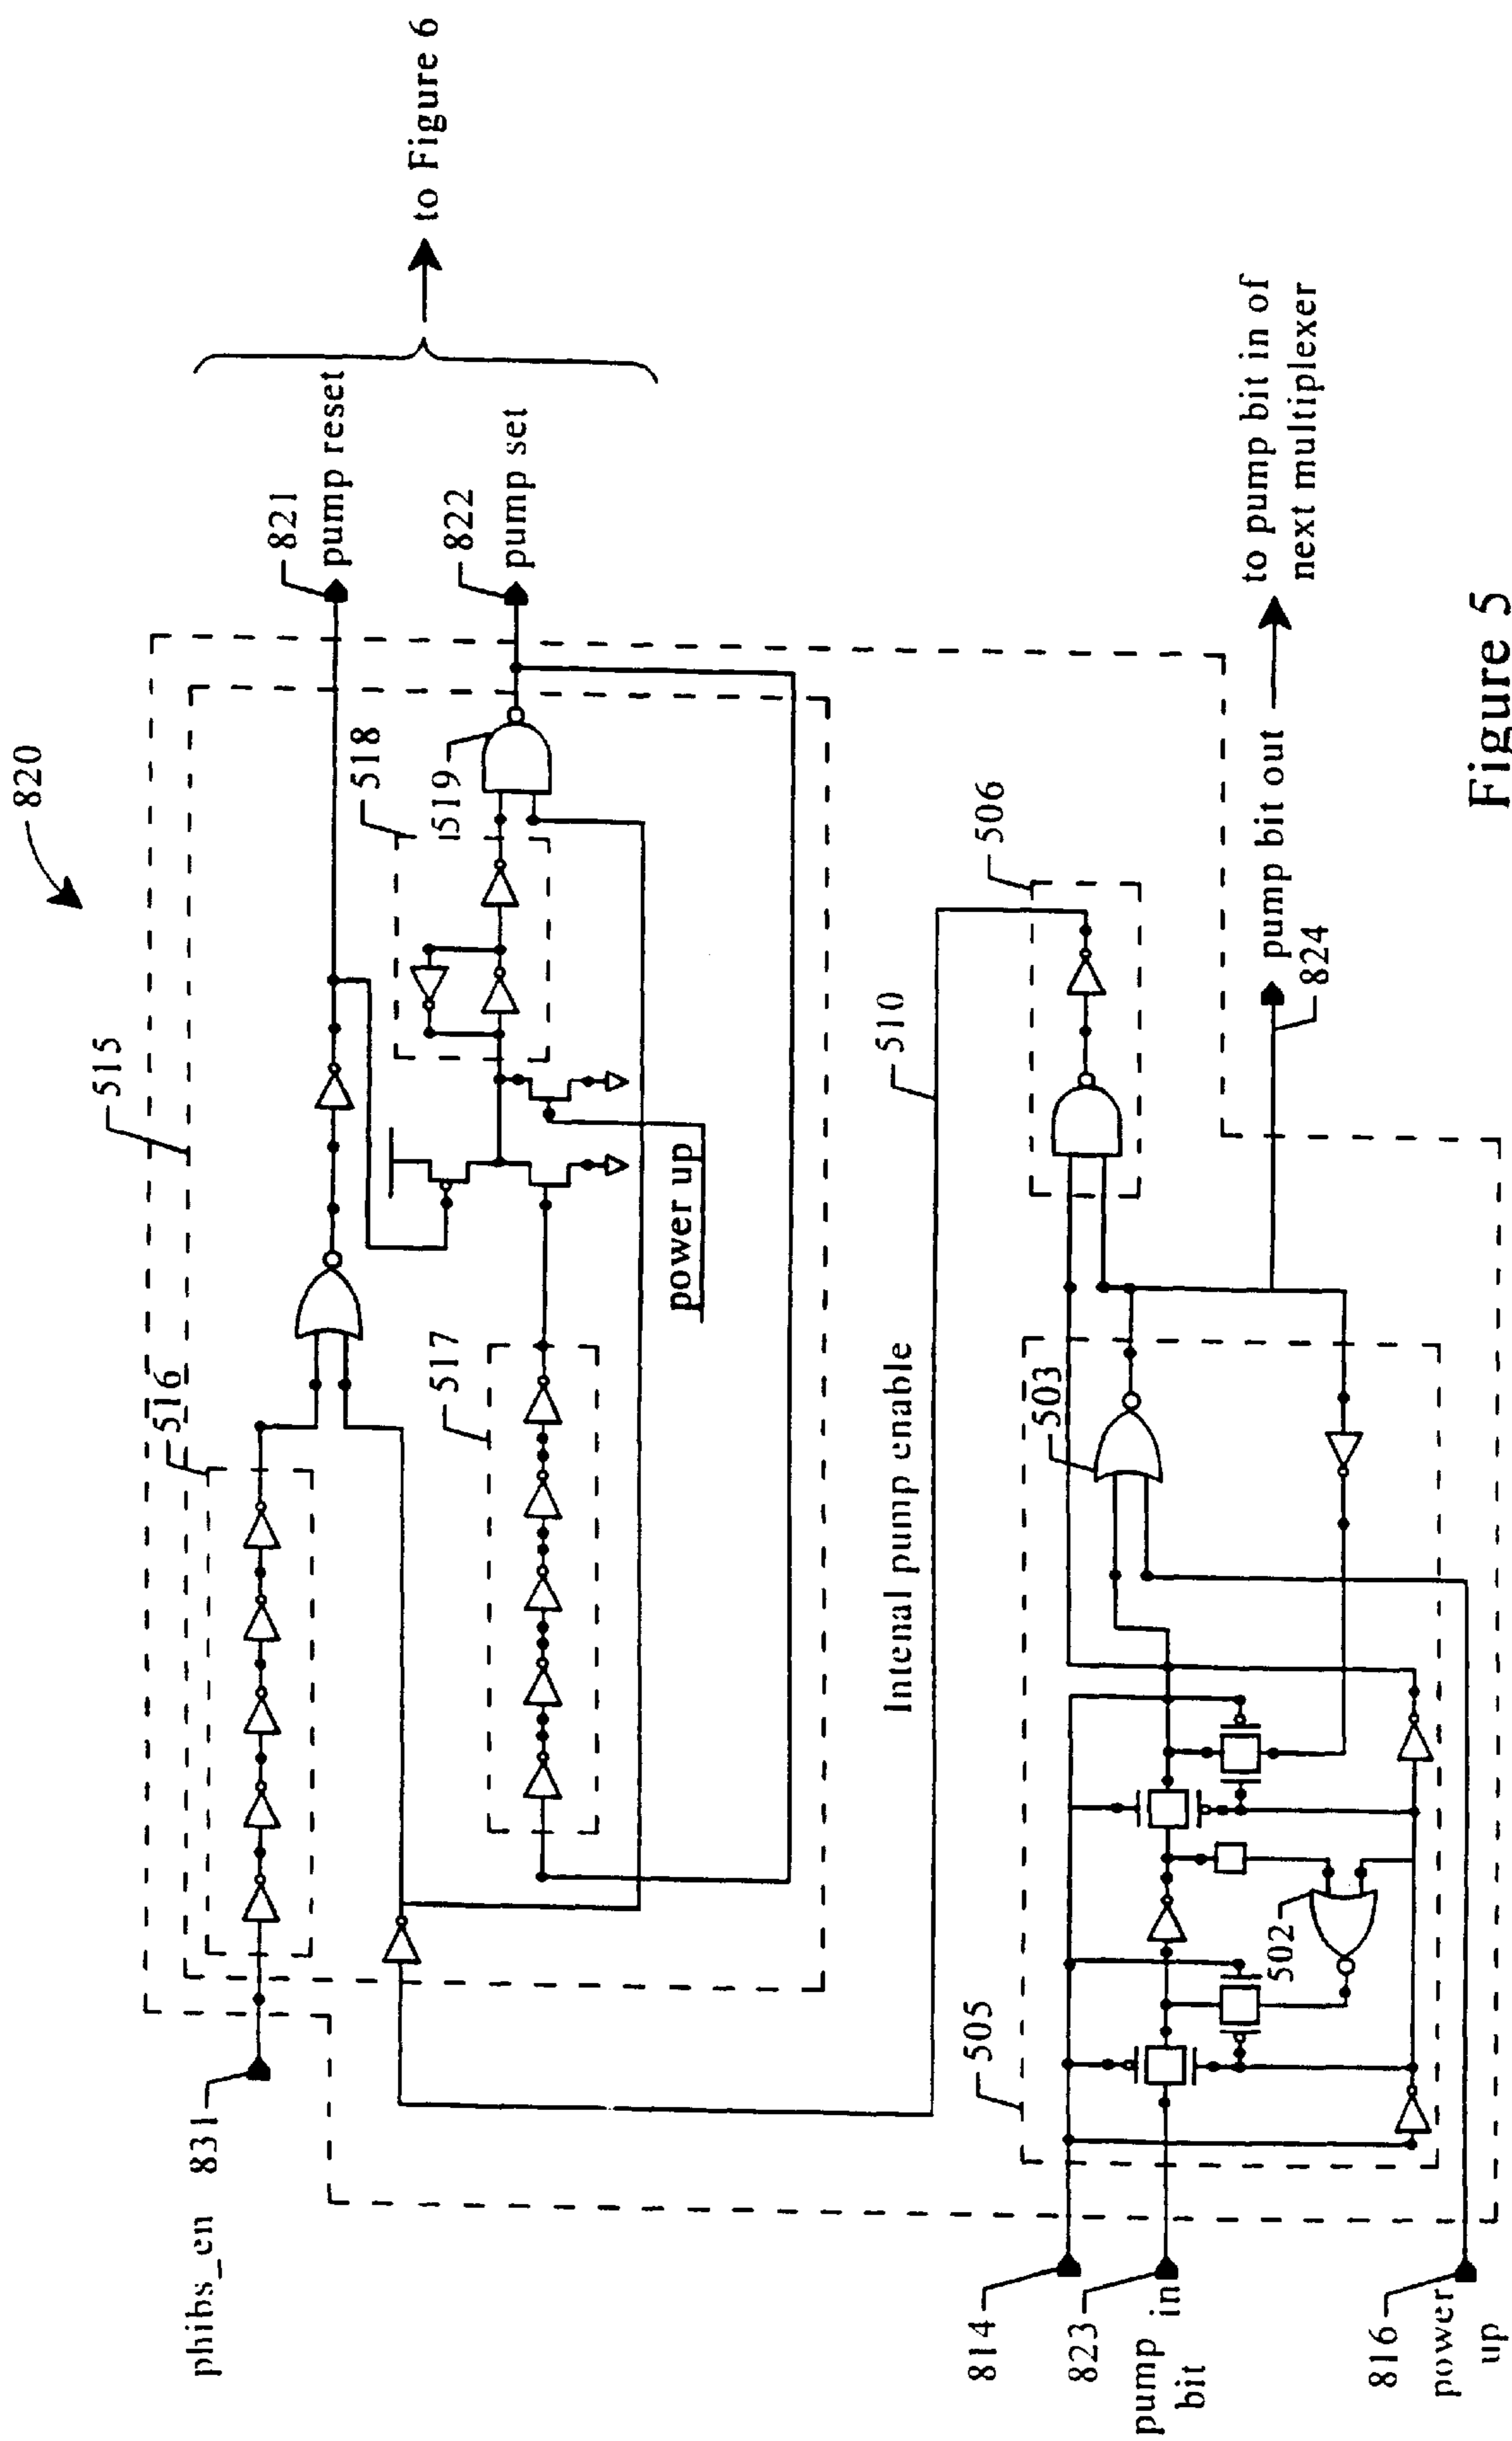 820
515
516
821
pump reset
822
pump set
to Figure 6
518
519
517
power up
phibs_en 831
Intenal pump enable
510
506
505
503
502
814
823
pump in
bit
816
power
up
pump bit out
824
to pump bit in of
next multiplexer
Figure 5